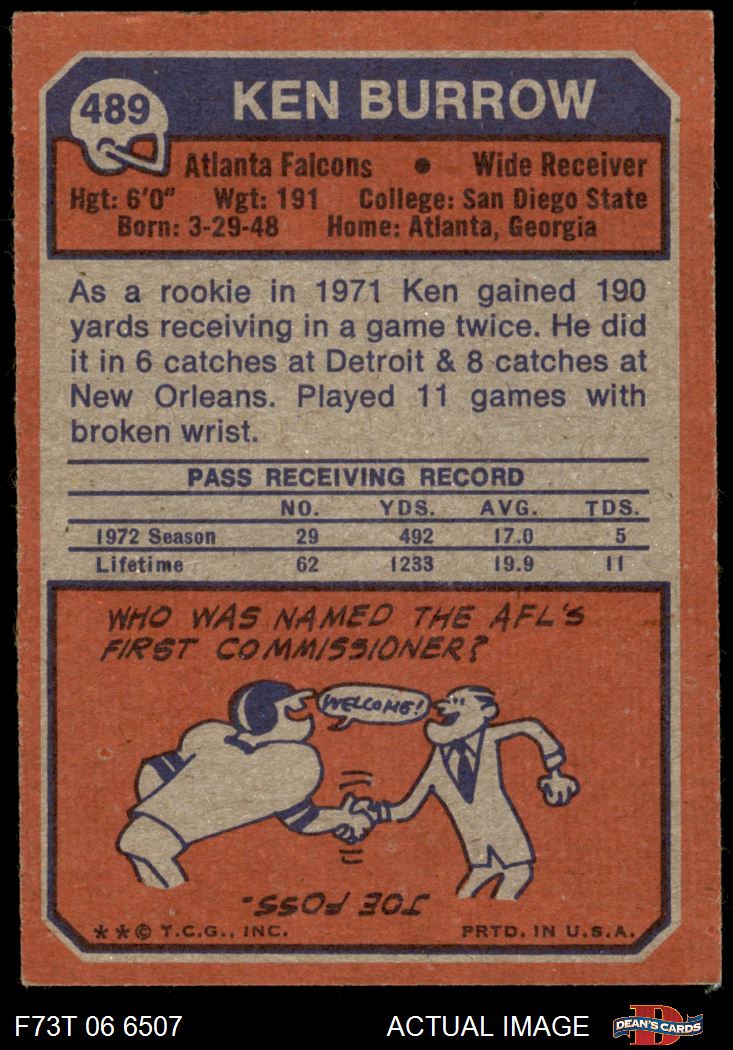 489
KEN BURROW
Atlanta Falcons • Wide Receiver
Hgt: 6'0" Wgt: 191 College: San Diego State
Born: 3-29-48 Home: Atlanta, Georgia
As a rookie in 1971 Ken gained 190
yards receiving in a game twice. He did
it in 6 catches at Detroit & 8 catches at
New Orleans. Played 11 games with
broken wrist.
PASS RECEIVING RECORD
NO. YDS. AVG. TDS.
1972 Season 29 492 17.0 5
Lifetime 62 1233 19.9 11
WHO WAS NAMED THE AFL'S
FIRST COMMISSIONER?
WELCOME!
JOE FOSS.
**© T.C.G., INC. PRTD. IN U.S.A.
F73T 06 6507 ACTUAL IMAGE
D
DEAN'S CARDS